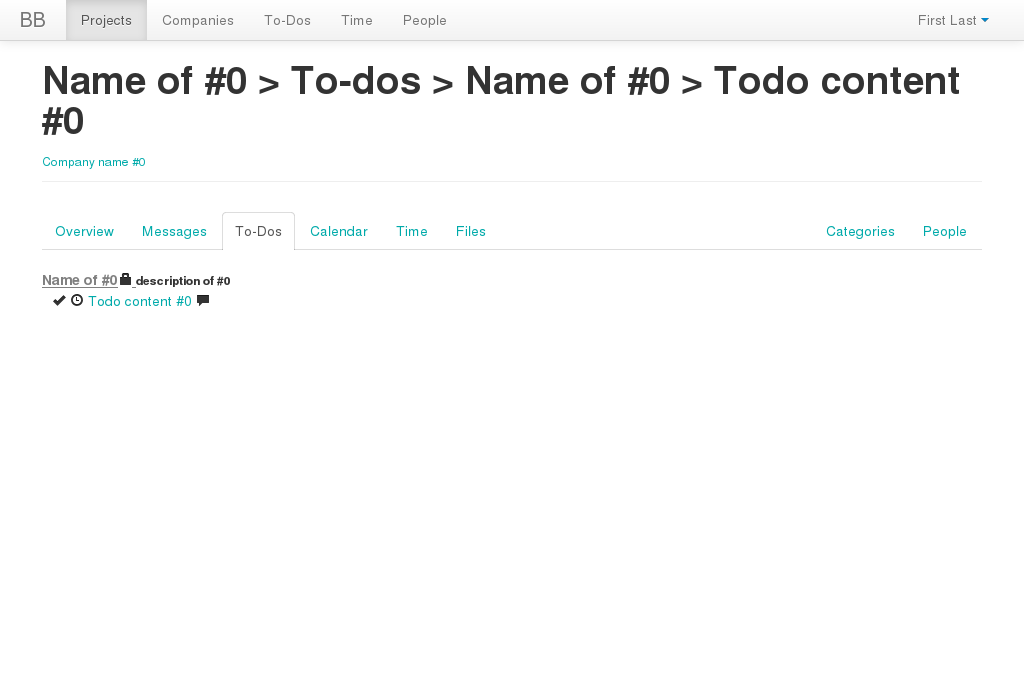 BB Projects Companies To-Dos Time People First Last
Name of #0 > To-dos > Name of #0 > Todo content
#0
Company name #0
Overview Messages To-Dos Calendar Time Files Categories People
Name of #0 description of #0
Todo content #0